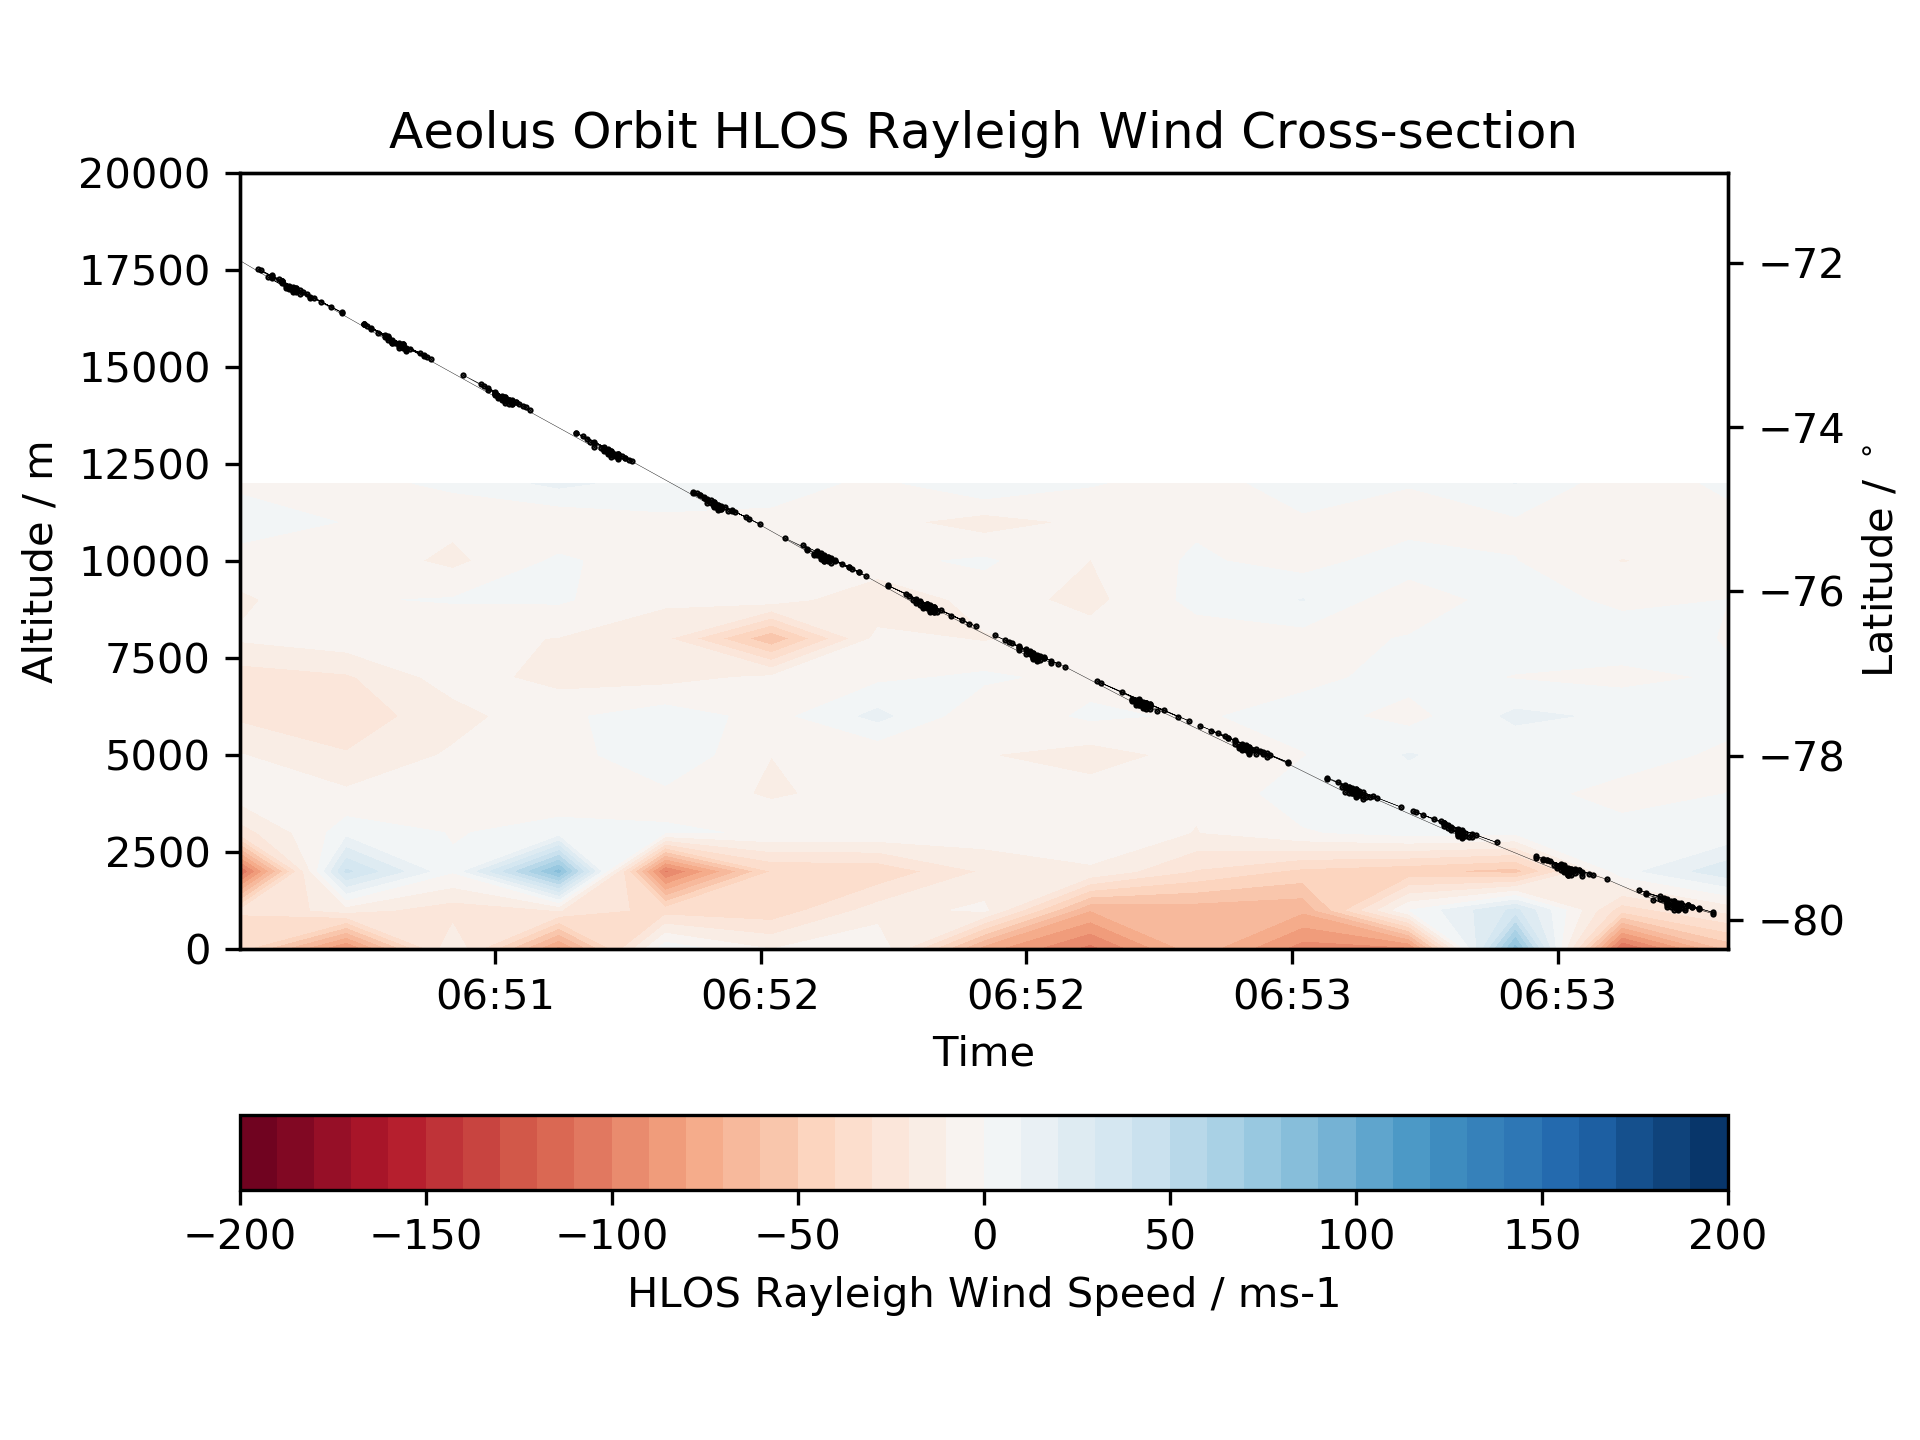 Aeolus Orbit HLOS Rayleigh Wind Cross-section
20000
17500
15000
12500
10000
7500
5000
2500
0
Altitude / m
−72
−74
−76
−78
−80
Latitude / °
06:51 06:52 06:52 06:53 06:53
Time
−200 −150 −100 −50 0 50 100 150 200
HLOS Rayleigh Wind Speed / ms-1